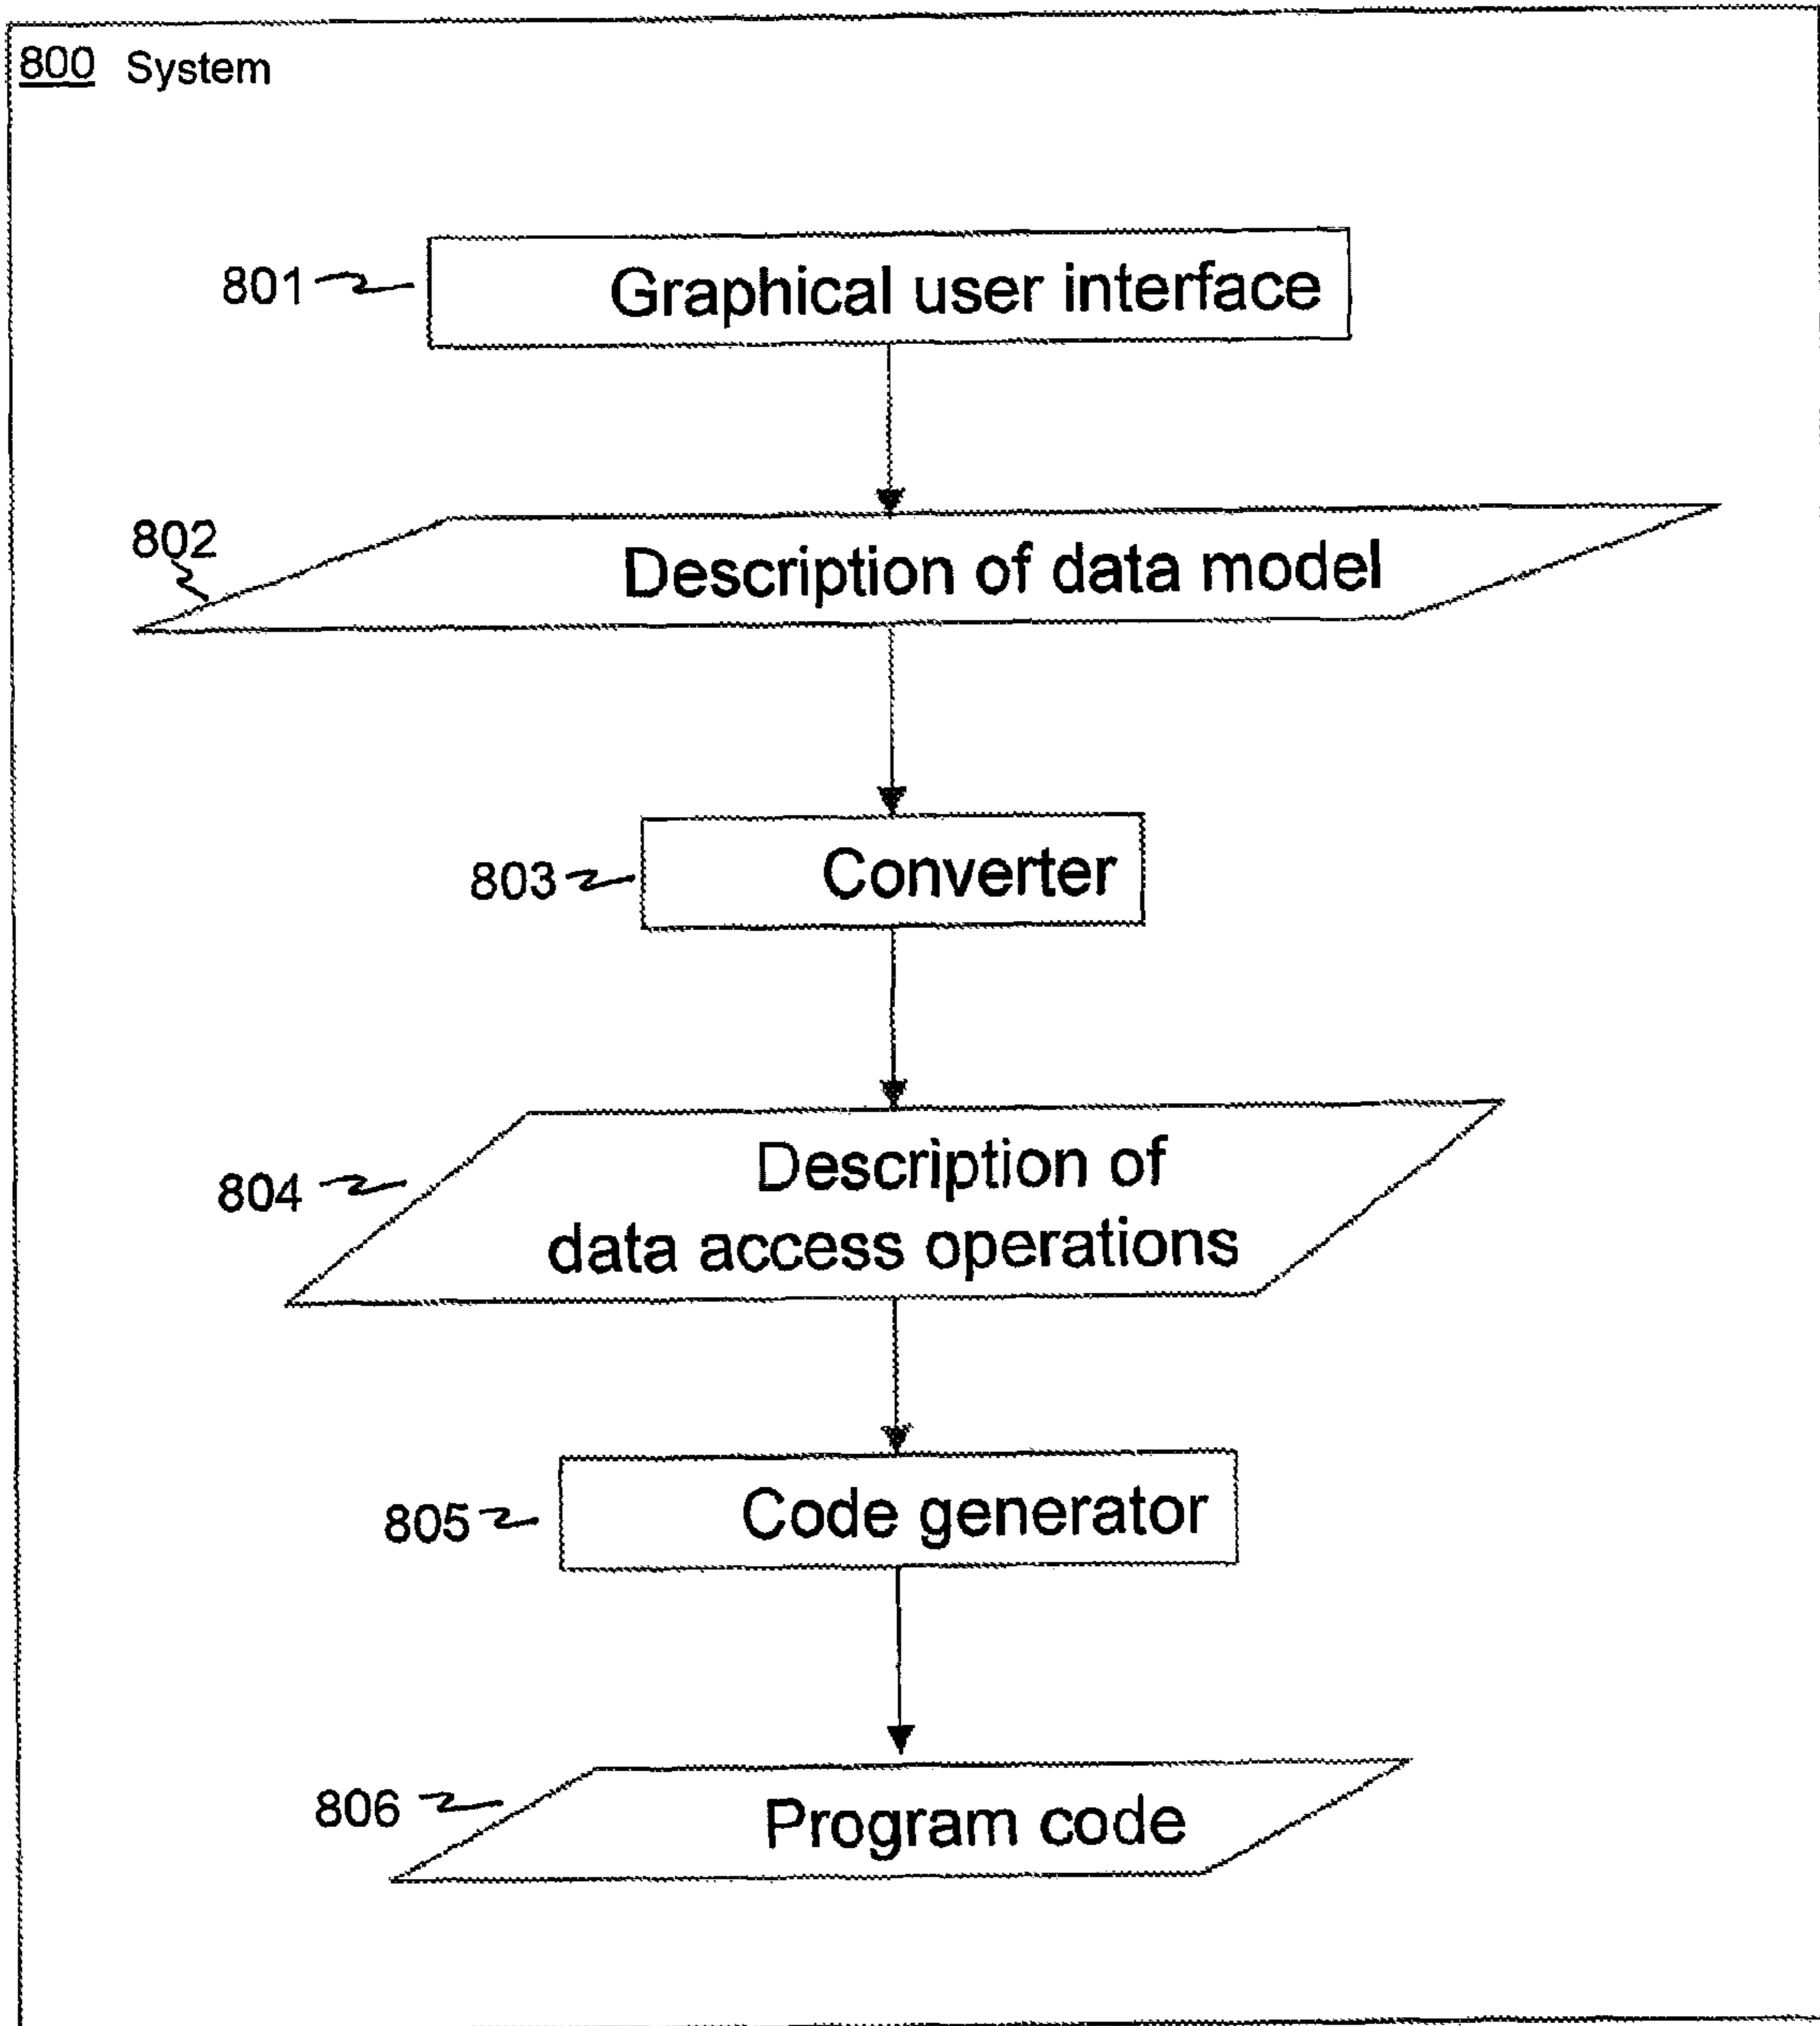 800 System
801 Graphical user interface
802 Description of data model
803 Converter
804 Description of
data access operations
805 Code generator
806 Program code